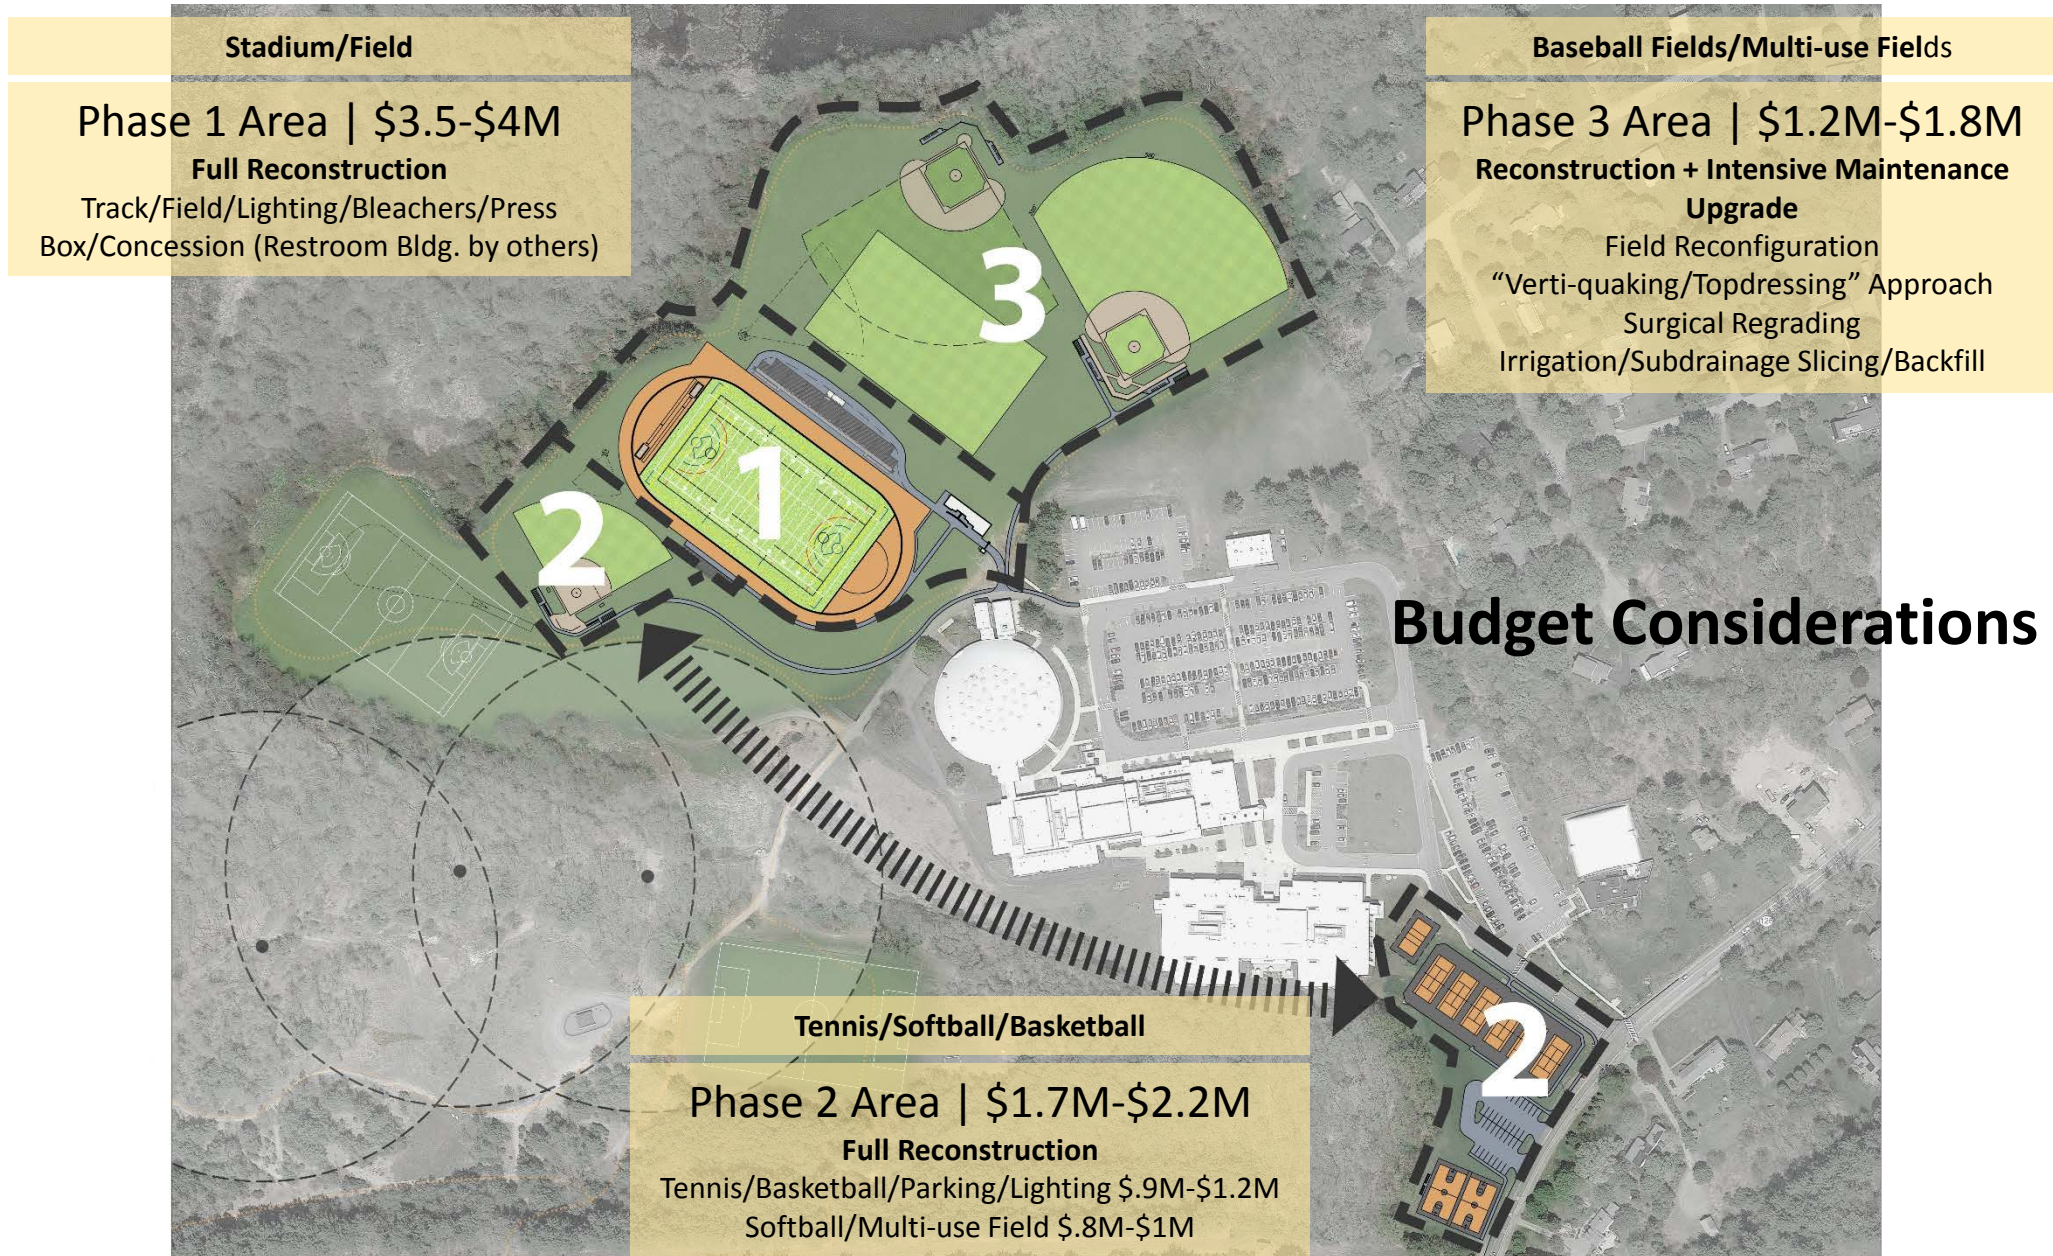 Stadium/Field
Phase 1 Area | $3.5-$4M
Full Reconstruction
Track/Field/Lighting/Bleachers/Press
Box/Concession (Restroom Bldg. by others)
Baseball Fields/Multi-use Fields
Phase 3 Area | $1.2M-$1.8M
Reconstruction + Intensive Maintenance
Upgrade
Field Reconfiguration
“Verti-quaking/Topdressing” Approach
Surgical Regrading
Irrigation/Subdrainage Slicing/Backfill
3
1
2
Budget Considerations
2
Tennis/Softball/Basketball
Phase 2 Area | $1.7M-$2.2M
Full Reconstruction
Tennis/Basketball/Parking/Lighting $.9M-$1.2M
Softball/Multi-use Field $.8M-$1M